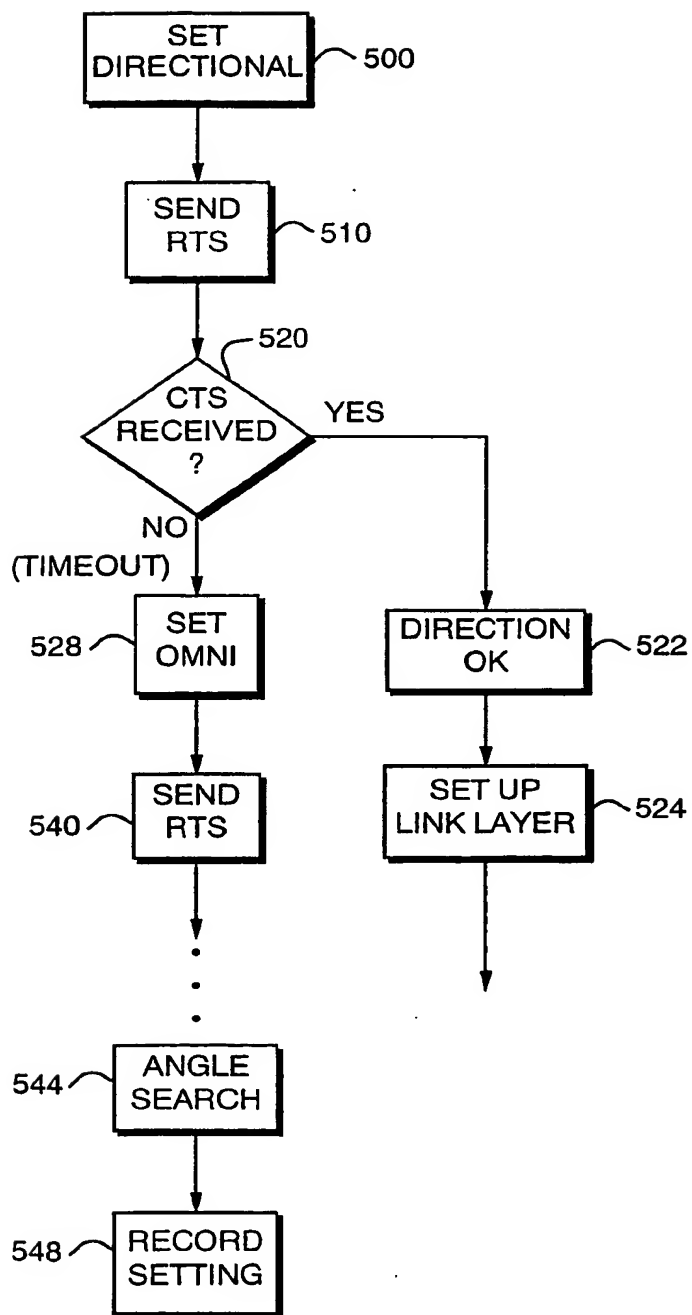 SET
DIRECTIONAL
500
SEND
RTS
510
520
CTS
RECEIVED
?
YES
NO
(TIMEOUT)
528
SET
OMNI
DIRECTION
OK
522
540
SEND
RTS
SET UP
LINK LAYER
524
544
ANGLE
SEARCH
548
RECORD
SETTING